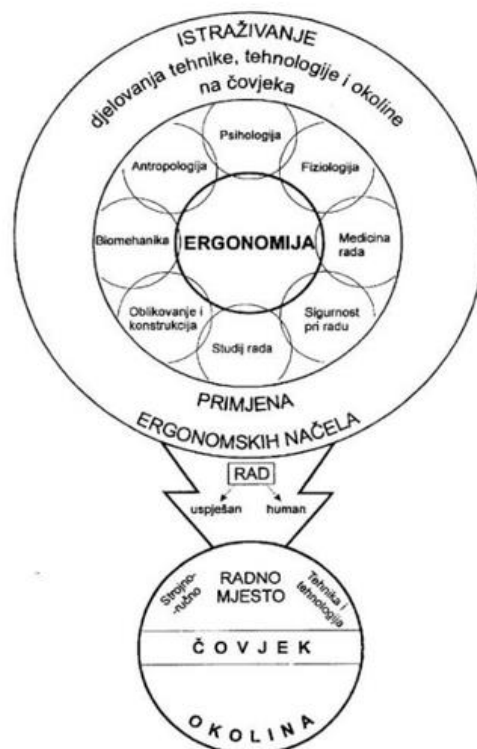 ISTRAŽIVANJE
djelovanja tehnike, tehnologije i okoline
na čovjeka
Psihologija
Antropologija
Fiziologija
Biomehanika
ERGONOMIJA
Medicina
rada
Oblikovanje i
konstrukcija
Sigurnost
pri radu
Studij rada
PRIMJENA
ERGONOMSKIH NAČELA
RAD
uspješan
human
Strojno-
-ručno
RADNO
MJESTO
Tehnika i
tehnologija
ČOVJEK
OKOLINA